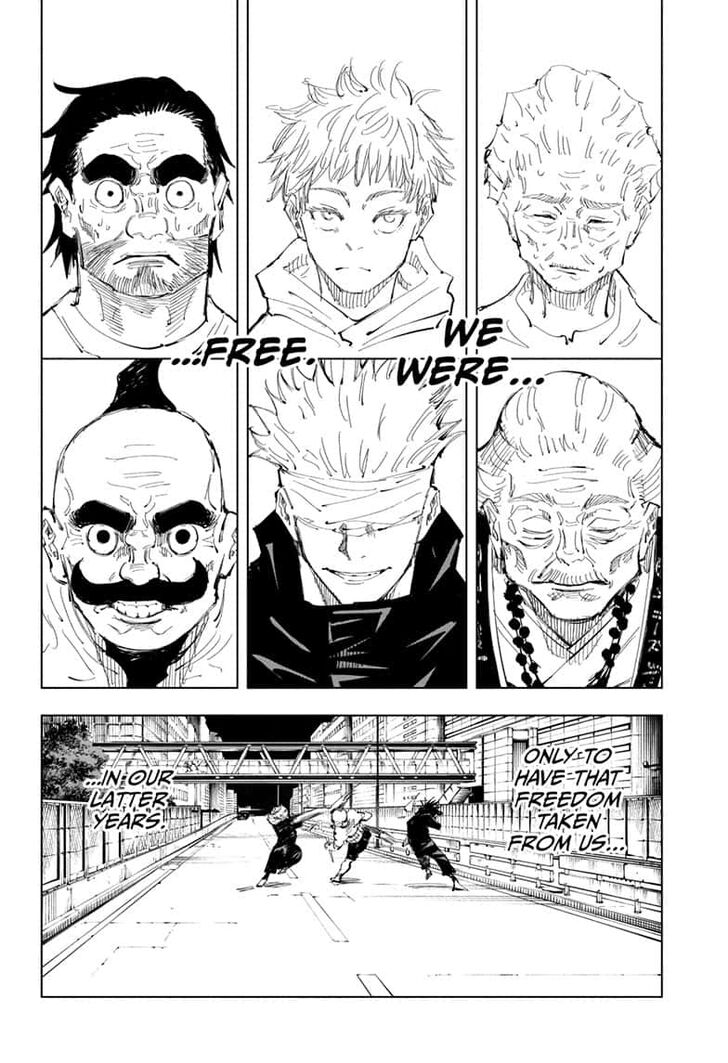 WE
WERE...
...FREE.
ONLY TO
HAVE THAT
FREEDOM
TAKEN
FROM US...
...IN OUR
LATTER
YEARS.